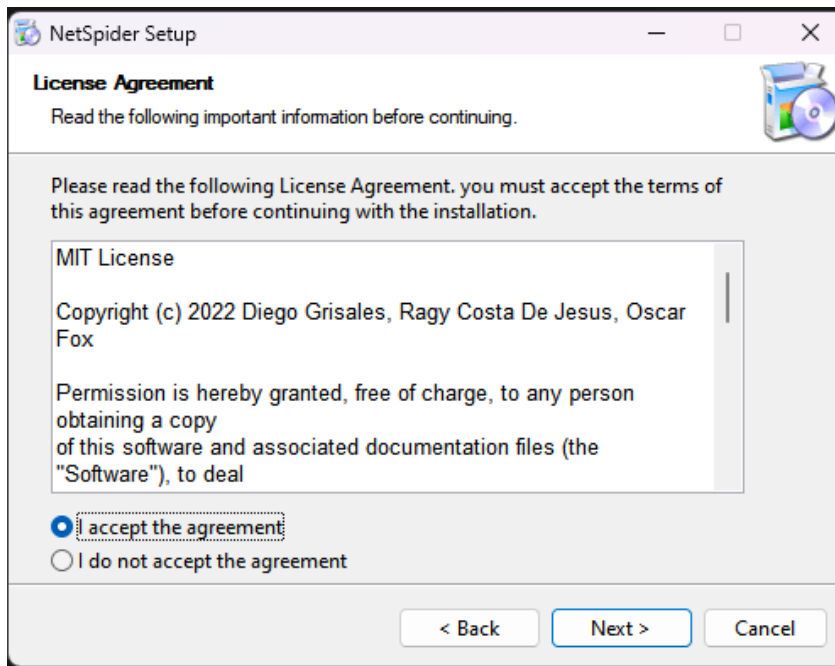 NetSpider Setup
License Agreement
Read the following important information before continuing.
Please read the following License Agreement. you must accept the terms of
this agreement before continuing with the installation.
MIT License
Copyright (c) 2022 Diego Grisales, Ragy Costa De Jesus, Oscar
Fox
Permission is hereby granted, free of charge, to any person
obtaining a copy
of this software and associated documentation files (the
"Software"), to deal
I accept the agreement
I do not accept the agreement
< Back
Next >
Cancel